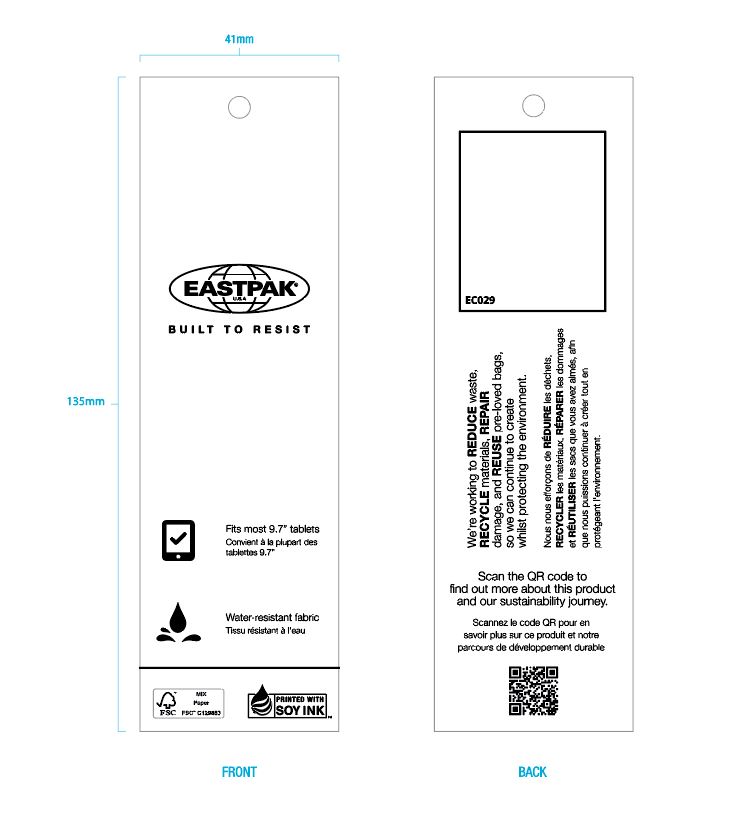 41mm
135mm
EASTPAK®
U.S.A
BUILT TO RESIST
Fits most 9.7" tablets
Convient à la plupart des
tablettes 9.7"
Water-resistant fabric
Tissu résistant à l'eau
FSC™
MIX
Paper
FSC™ C129883
PRINTED WITH
SOY INK™
FRONT
EC029
We're working to REDUCE waste,
RECYCLE materials, REPAIR
damage, and REUSE pre-loved bags,
so we can continue to create
whilst protecting the environment.
Nous nous efforçons de RÉDUIRE les déchets,
RECYCLER les matériaux, RÉPARER les dommages
et RÉUTILISER les sacs que vous avez aimés, afin
que nous puissions continuer à créer tout en
protégeant l'environnement.
Scan the QR code to
find out more about this product
and our sustainability journey.
Scannez le code QR pour en
savoir plus sur ce produit et notre
parcours de développement durable
BACK